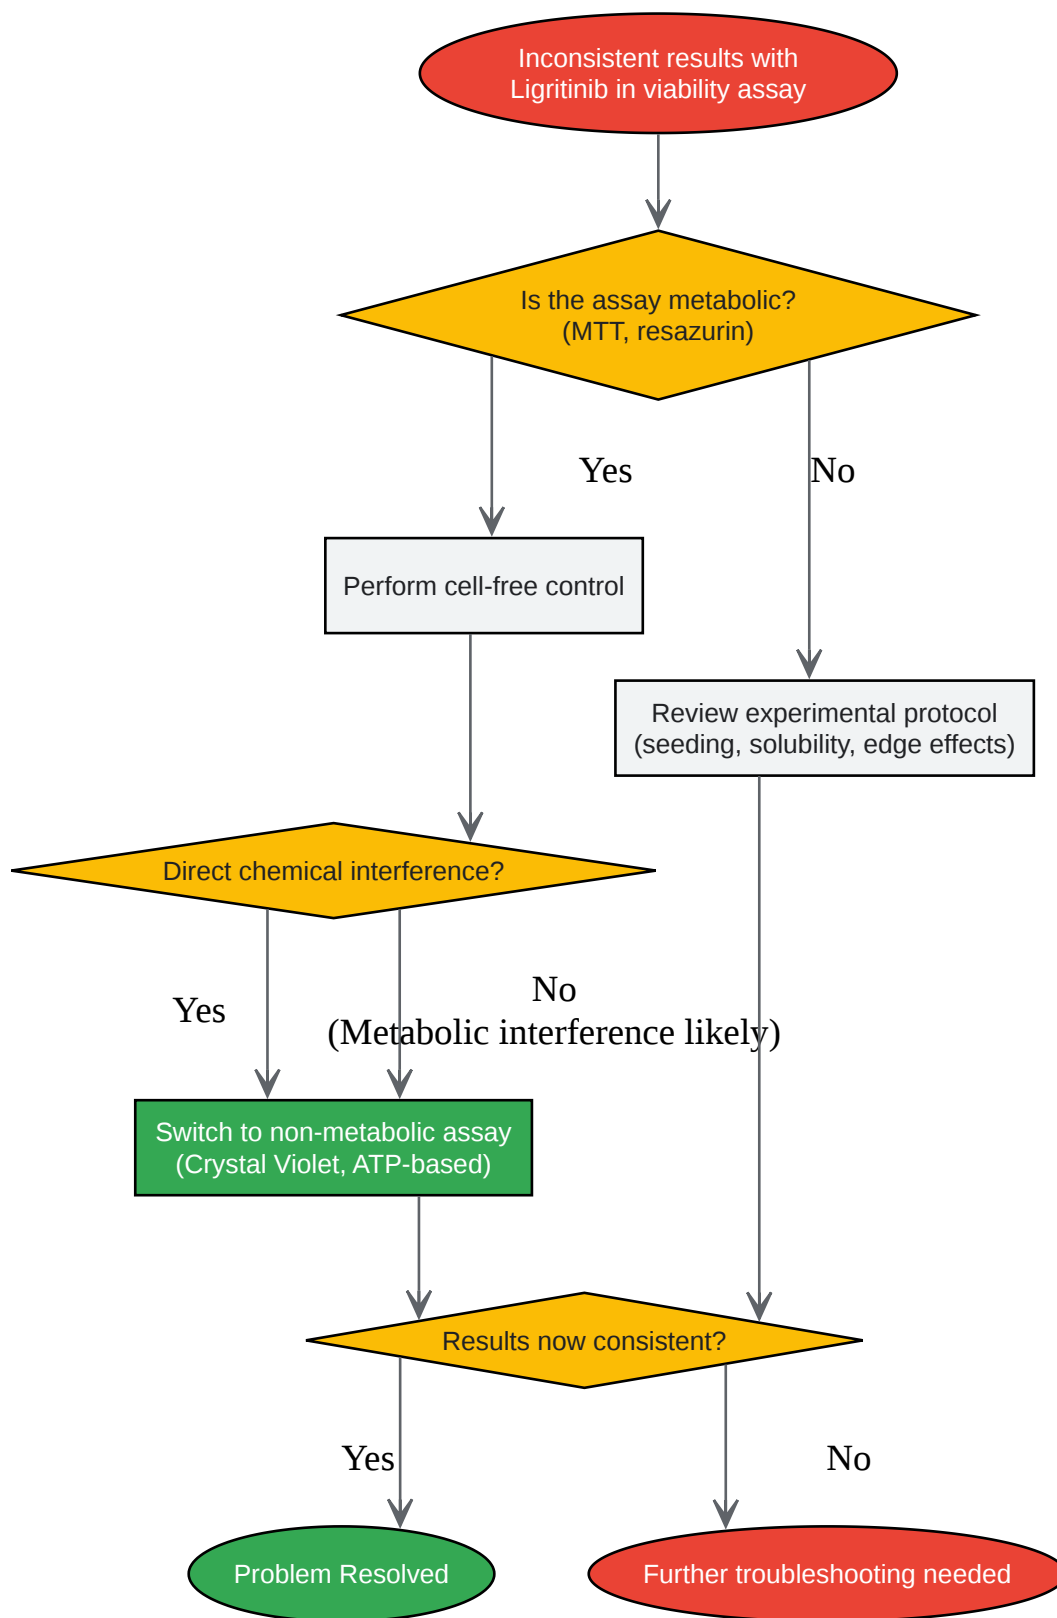 Inconsistent results with
Ligritinib in viability assay
Is the assay metabolic?
(MTT, resazurin)
Yes
No
Perform cell-free control
Review experimental protocol
(seeding, solubility, edge effects)
Direct chemical interference?
Yes
No
(Metabolic interference likely)
Switch to non-metabolic assay
(Crystal Violet, ATP-based)
Results now consistent?
Yes
No
Problem Resolved
Further troubleshooting needed